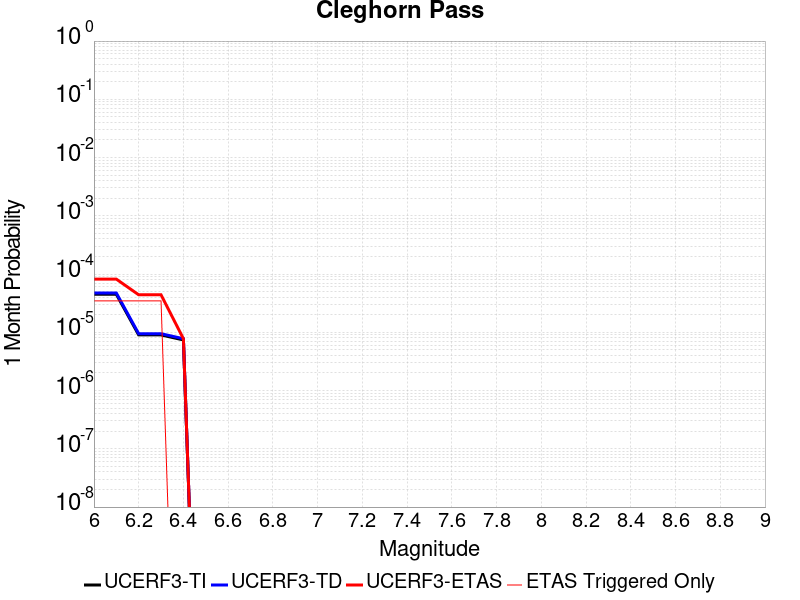 Cleghorn Pass
10^0
10^-1
10^-2
10^-3
10^-4
10^-5
10^-6
10^-7
10^-8
1 Month Probability
6 6.2 6.4 6.6 6.8 7 7.2 7.4 7.6 7.8 8 8.2 8.4 8.6 8.8 9
Magnitude
UCERF3-TI UCERF3-TD UCERF3-ETAS ETAS Triggered Only